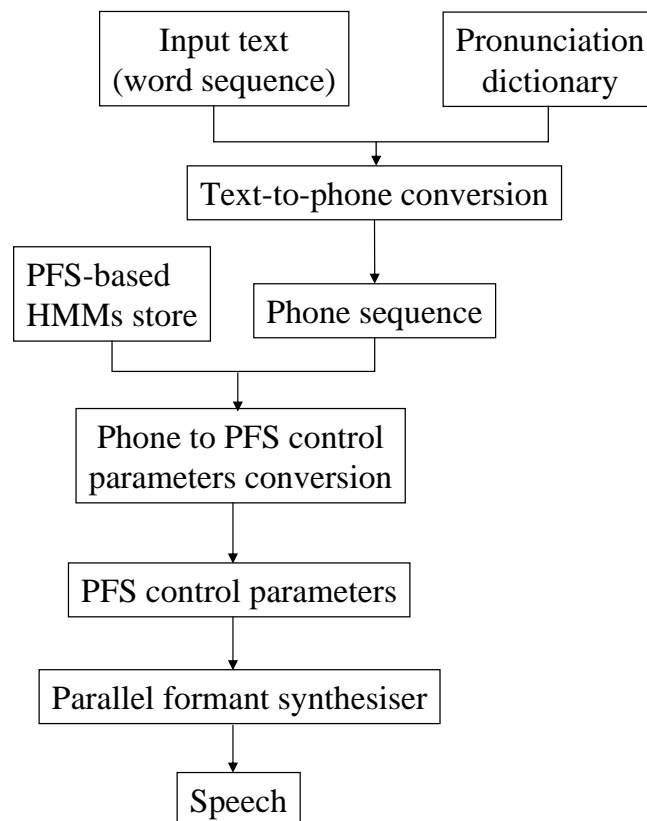 Input text
(word sequence)
Pronunciation
dictionary
Text-to-phone conversion
PFS-based
HMMs store
Phone sequence
Phone to PFS control
parameters conversion
PFS control parameters
Parallel formant synthesiser
Speech